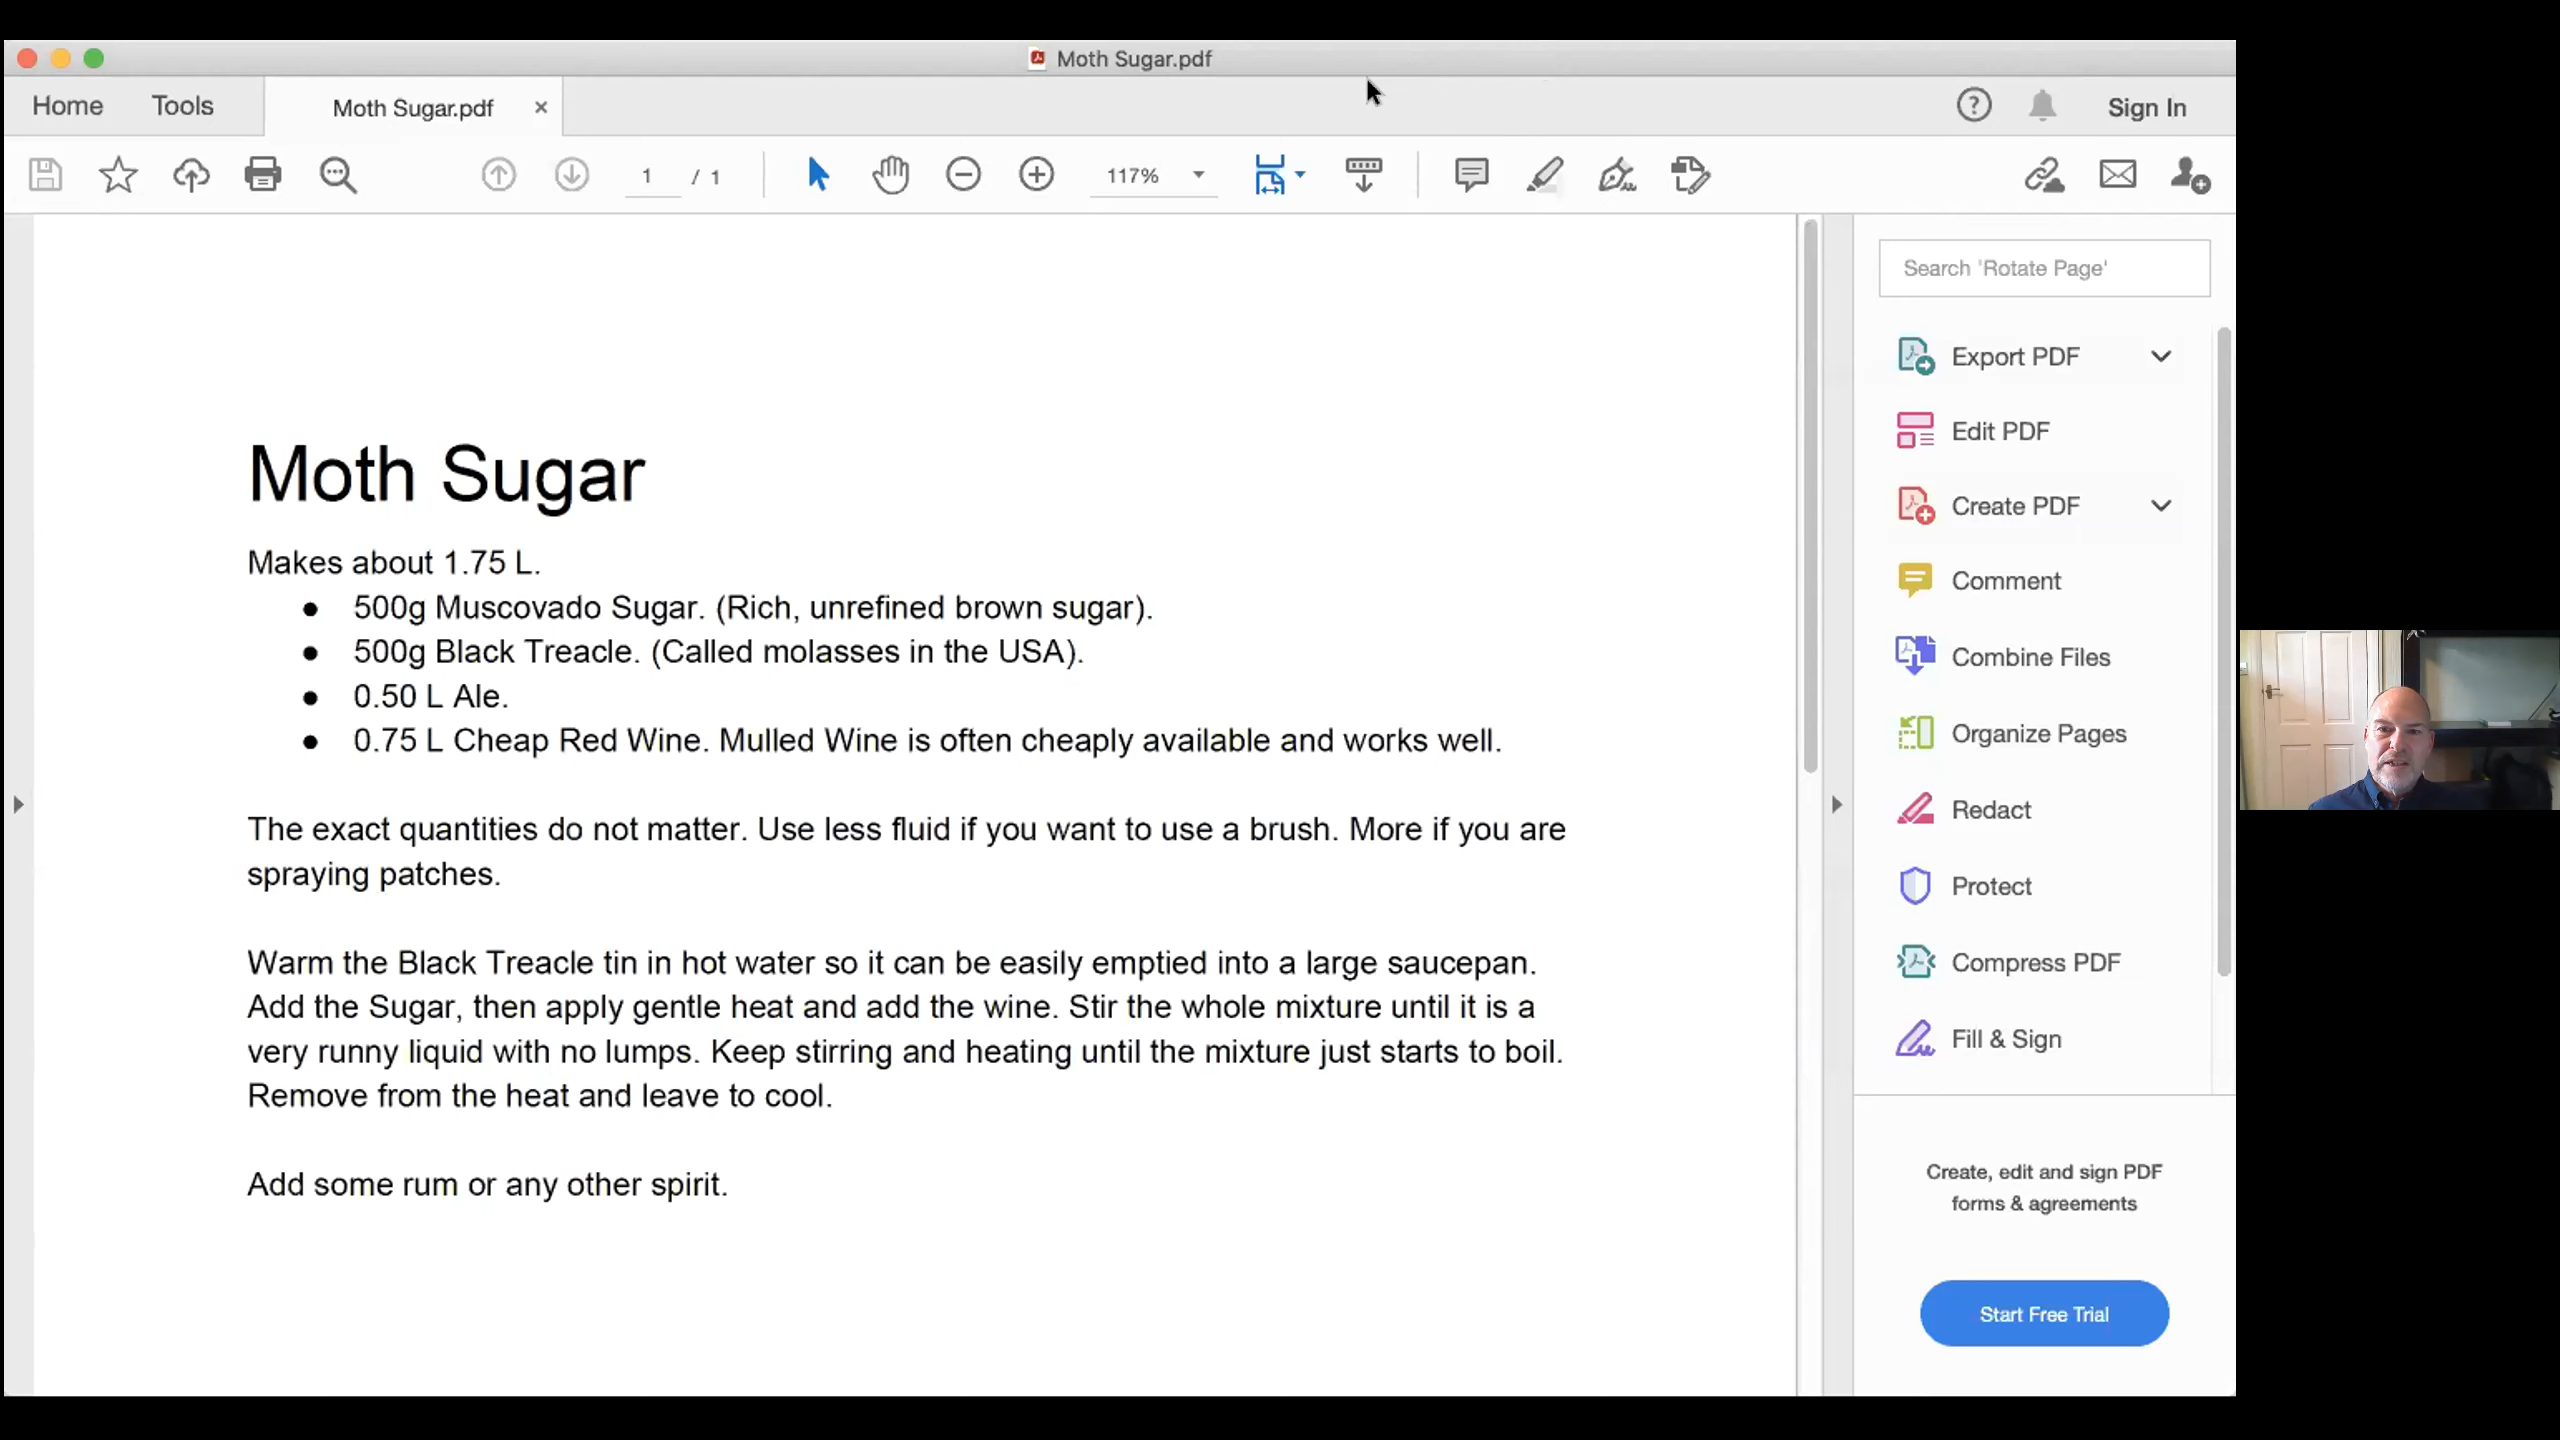 Moth Sugar.pdf
Home
Tools
Moth Sugar.pdf
Sign In
1 / 1
117%
Moth Sugar
Makes about 1.75 L.
● 500g Muscovado Sugar. (Rich, unrefined brown sugar).
● 500g Black Treacle. (Called molasses in the USA).
● 0.50 L Ale.
● 0.75 L Cheap Red Wine. Mulled Wine is often cheaply available and works well.
The exact quantities do not matter. Use less fluid if you want to use a brush. More if you are
spraying patches.
Warm the Black Treacle tin in hot water so it can be easily emptied into a large saucepan.
Add the Sugar, then apply gentle heat and add the wine. Stir the whole mixture until it is a
very runny liquid with no lumps. Keep stirring and heating until the mixture just starts to boil.
Remove from the heat and leave to cool.
Add some rum or any other spirit.
Search 'Rotate Page'
Export PDF
Edit PDF
Create PDF
Comment
Combine Files
Organize Pages
Redact
Protect
Compress PDF
Fill & Sign
Create, edit and sign PDF
forms & agreements
Start Free Trial